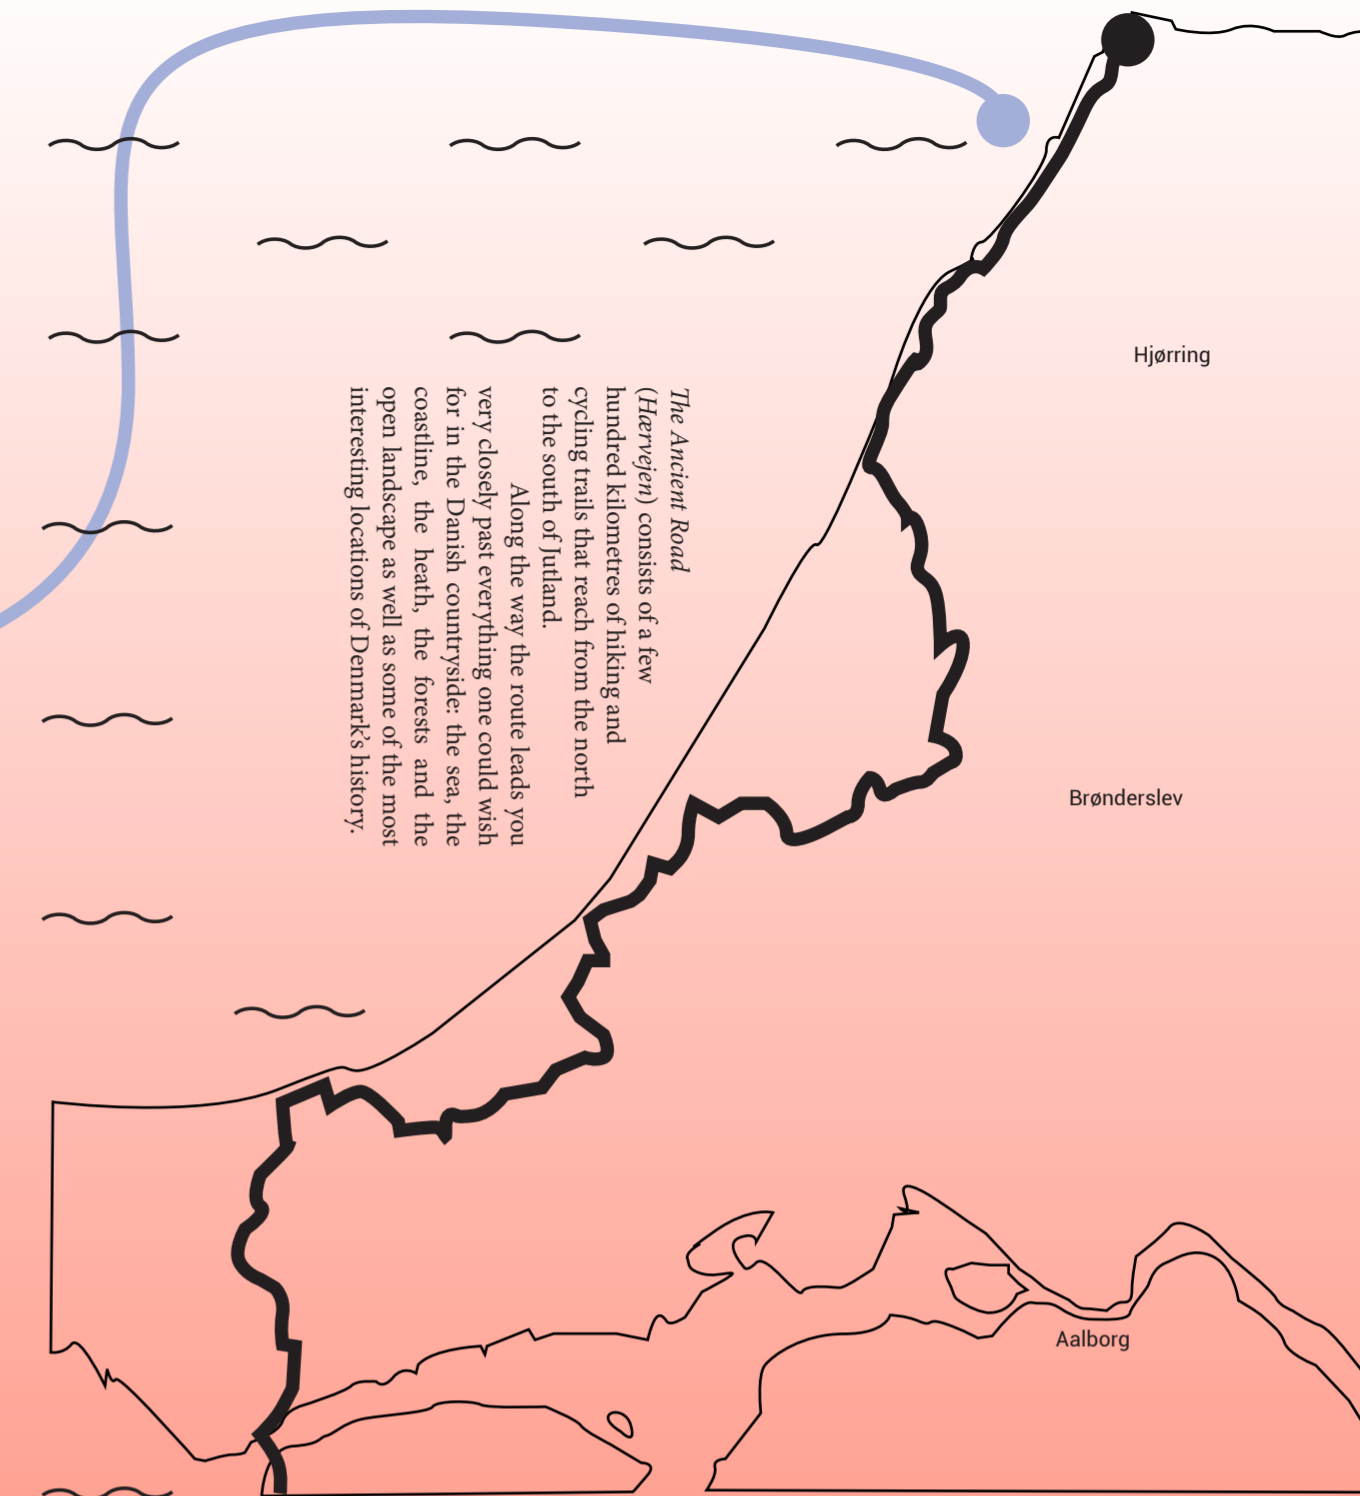 The Ancient Road
(Hærvejen) consists of a few
hundred kilometres of hiking and
cycling trails that reach from the north
to the south of Jutland.
Along the way the route leads you
very closely past everything one could wish
for in the Danish countryside: the sea, the
coastline, the heath, the forests and the
open landscape as well as some of the most
interesting locations of Denmark's history.
Hjørring
Brønderslev
Aalborg